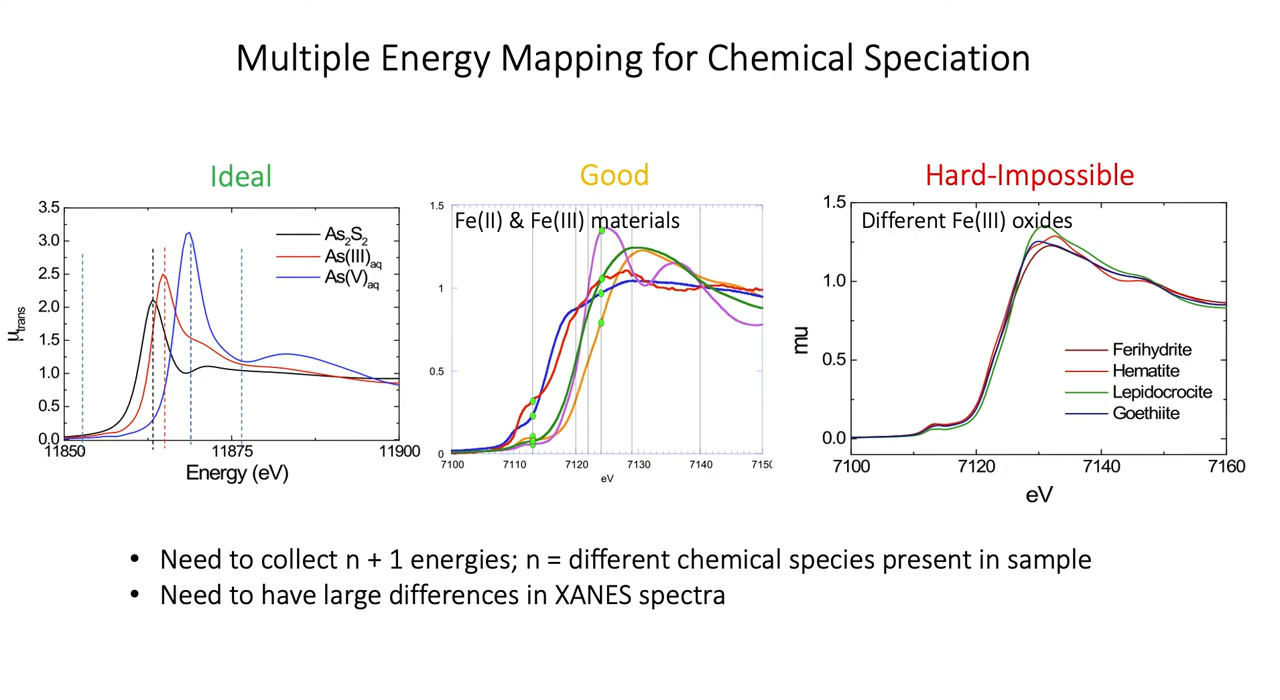 Multiple Energy Mapping for Chemical Speciation
Ideal
3.5
3.0
2.5
2.0
1.5
1.0
0.5
0.0
μtrans
As2S2
As(III)aq
As(V)aq
11850
11875
11900
Energy (eV)
Good
Fe(II) & Fe(III) materials
1.5
1
0.5
0
7100
7110
7120
7130
7140
7150
eV
Hard-Impossible
Different Fe(III) oxides
1.5
1.0
0.5
0.0
mu
Ferihydrite
Hematite
Lepidocrocite
Goethiite
7100
7120
7140
7160
eV
• Need to collect n + 1 energies; n = different chemical species present in sample
• Need to have large differences in XANES spectra